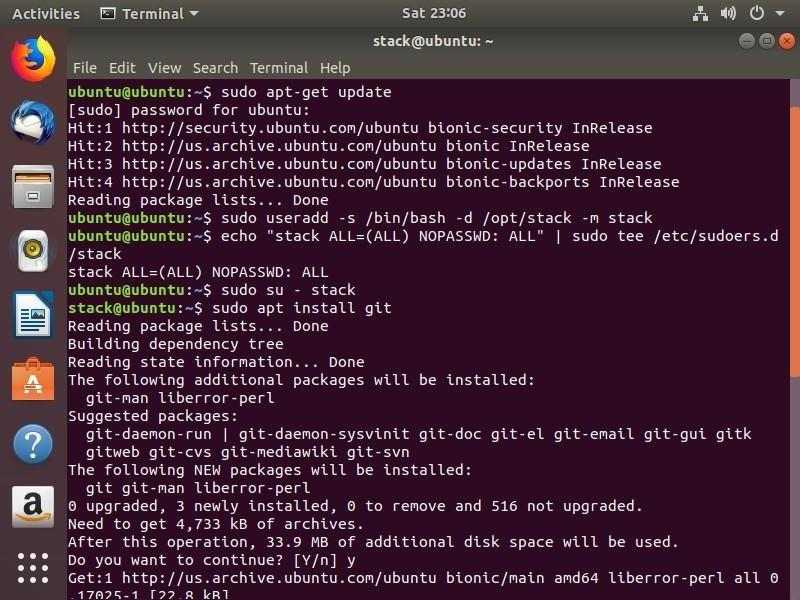 Activities Terminal Sat 23:06
stack@ubuntu: ~
File Edit View Search Terminal Help
ubuntu@ubuntu:~$ sudo apt-get update
[sudo] password for ubuntu:
Hit:1 http://security.ubuntu.com/ubuntu bionic-security InRelease
Hit:2 http://us.archive.ubuntu.com/ubuntu bionic InRelease
Hit:3 http://us.archive.ubuntu.com/ubuntu bionic-updates InRelease
Hit:4 http://us.archive.ubuntu.com/ubuntu bionic-backports InRelease
Reading package lists... Done
ubuntu@ubuntu:~$ sudo useradd -s /bin/bash -d /opt/stack -m stack
ubuntu@ubuntu:~$ echo "stack ALL=(ALL) NOPASSWD: ALL" | sudo tee /etc/sudoers.d
/stack
stack ALL=(ALL) NOPASSWD: ALL
ubuntu@ubuntu:~$ sudo su - stack
stack@ubuntu:~$ sudo apt install git
Reading package lists... Done
Building dependency tree
Reading state information... Done
The following additional packages will be installed:
  git-man liberror-perl
Suggested packages:
  git-daemon-run | git-daemon-sysvinit git-doc git-el git-email git-gui gitk
  gitweb git-cvs git-mediawiki git-svn
The following NEW packages will be installed:
  git git-man liberror-perl
0 upgraded, 3 newly installed, 0 to remove and 516 not upgraded.
Need to get 4,733 kB of archives.
After this operation, 33.9 MB of additional disk space will be used.
Do you want to continue? [Y/n] y
Get:1 http://us.archive.ubuntu.com/ubuntu bionic/main amd64 liberror-perl all 0
.17025-1 [22.8 kB]